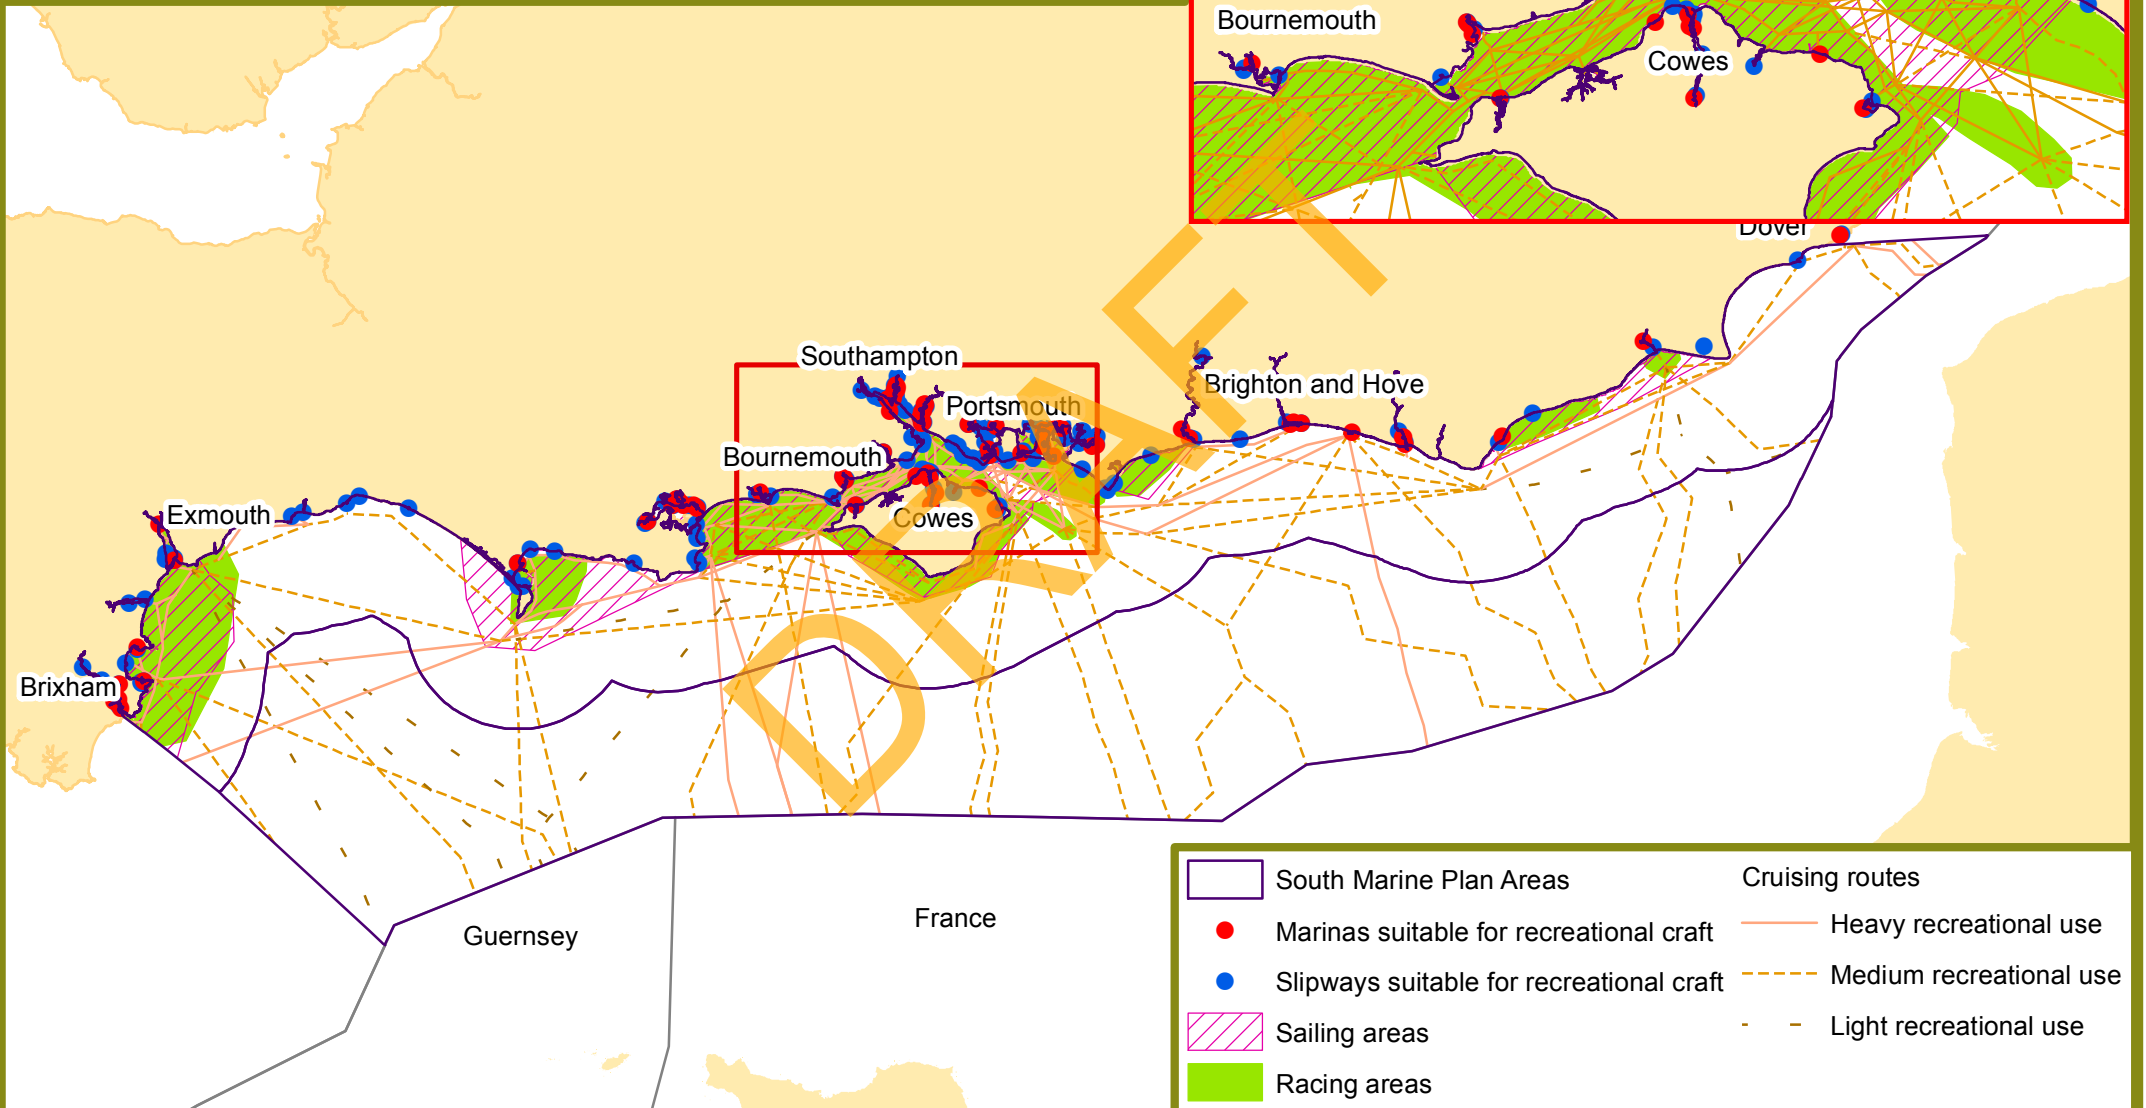 Bournemouth
Cowes
Dover
Southampton
Portsmouth
Brighton and Hove
Bournemouth
Cowes
Exmouth
Brixham
DRAFT
Guernsey
France
South Marine Plan Areas
Marinas suitable for recreational craft
Slipways suitable for recreational craft
Sailing areas
Racing areas
Cruising routes
Heavy recreational use
Medium recreational use
Light recreational use